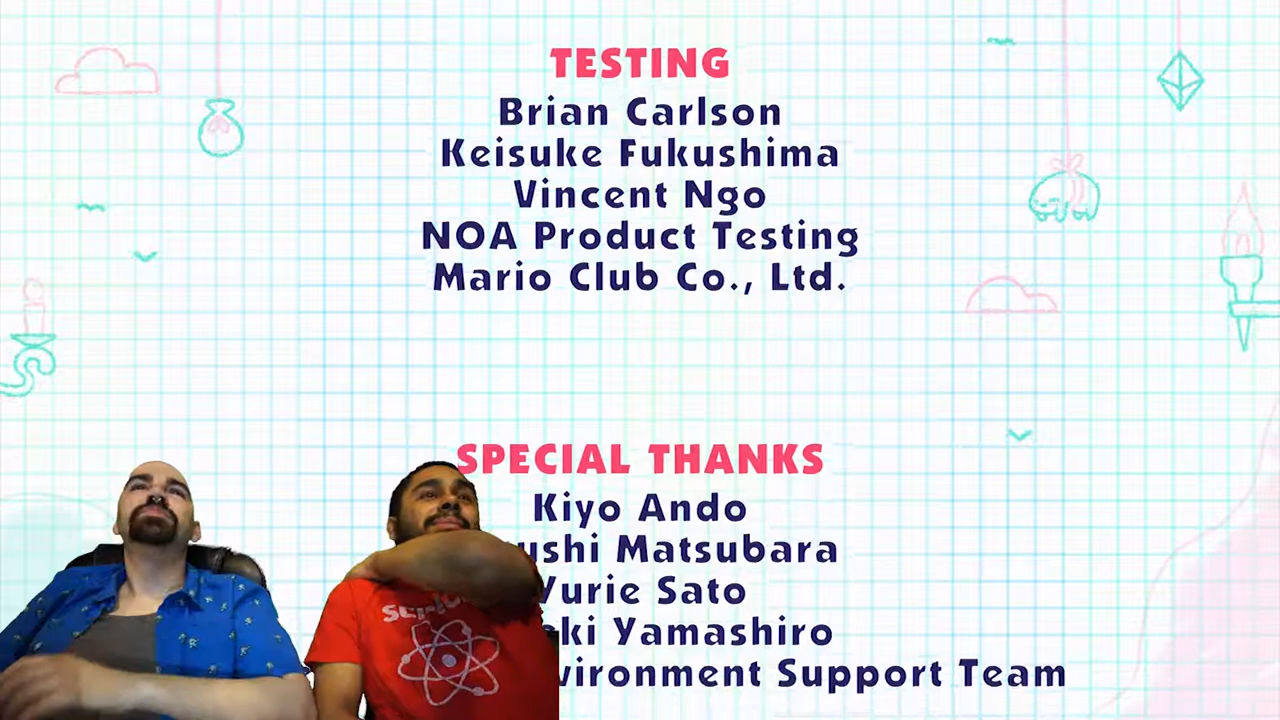 TESTING
Brian Carlson
Keisuke Fukushima
Vincent Ngo
NOA Product Testing
Mario Club Co., Ltd.
SPECIAL THANKS
Kiyo Ando
Matsubara
Yurie Sato
Yamashiro
Support Team